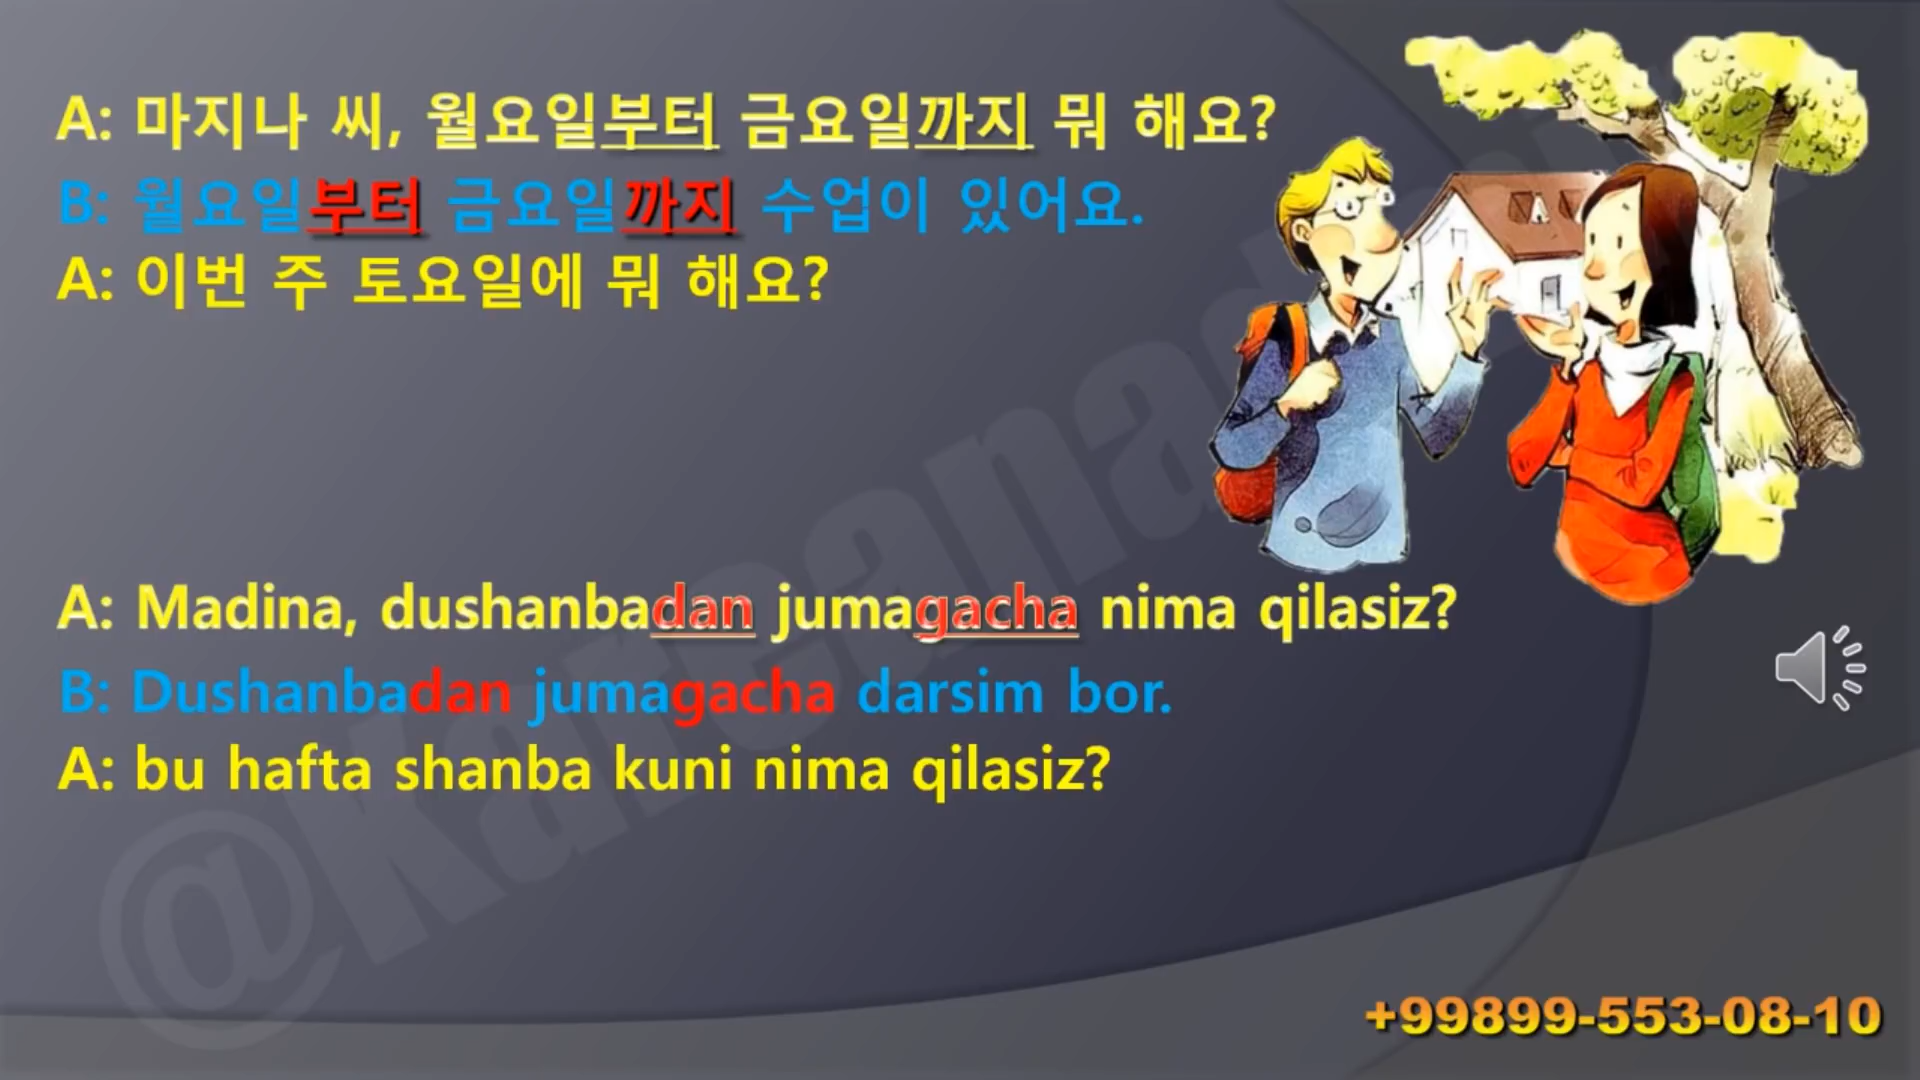 A: 마지나 씨, 월요일부터 금요일까지 뭐 해요?
B: 월요일부터 금요일까지 수업이 있어요.
A: 이번 주 토요일에 뭐 해요?
A: Madina, dushanbadan jumagacha nima qilasiz?
B: Dushanbadan jumagacha darsim bor.
A: bu hafta shanba kuni nima qilasiz?
+99899-553-08-10